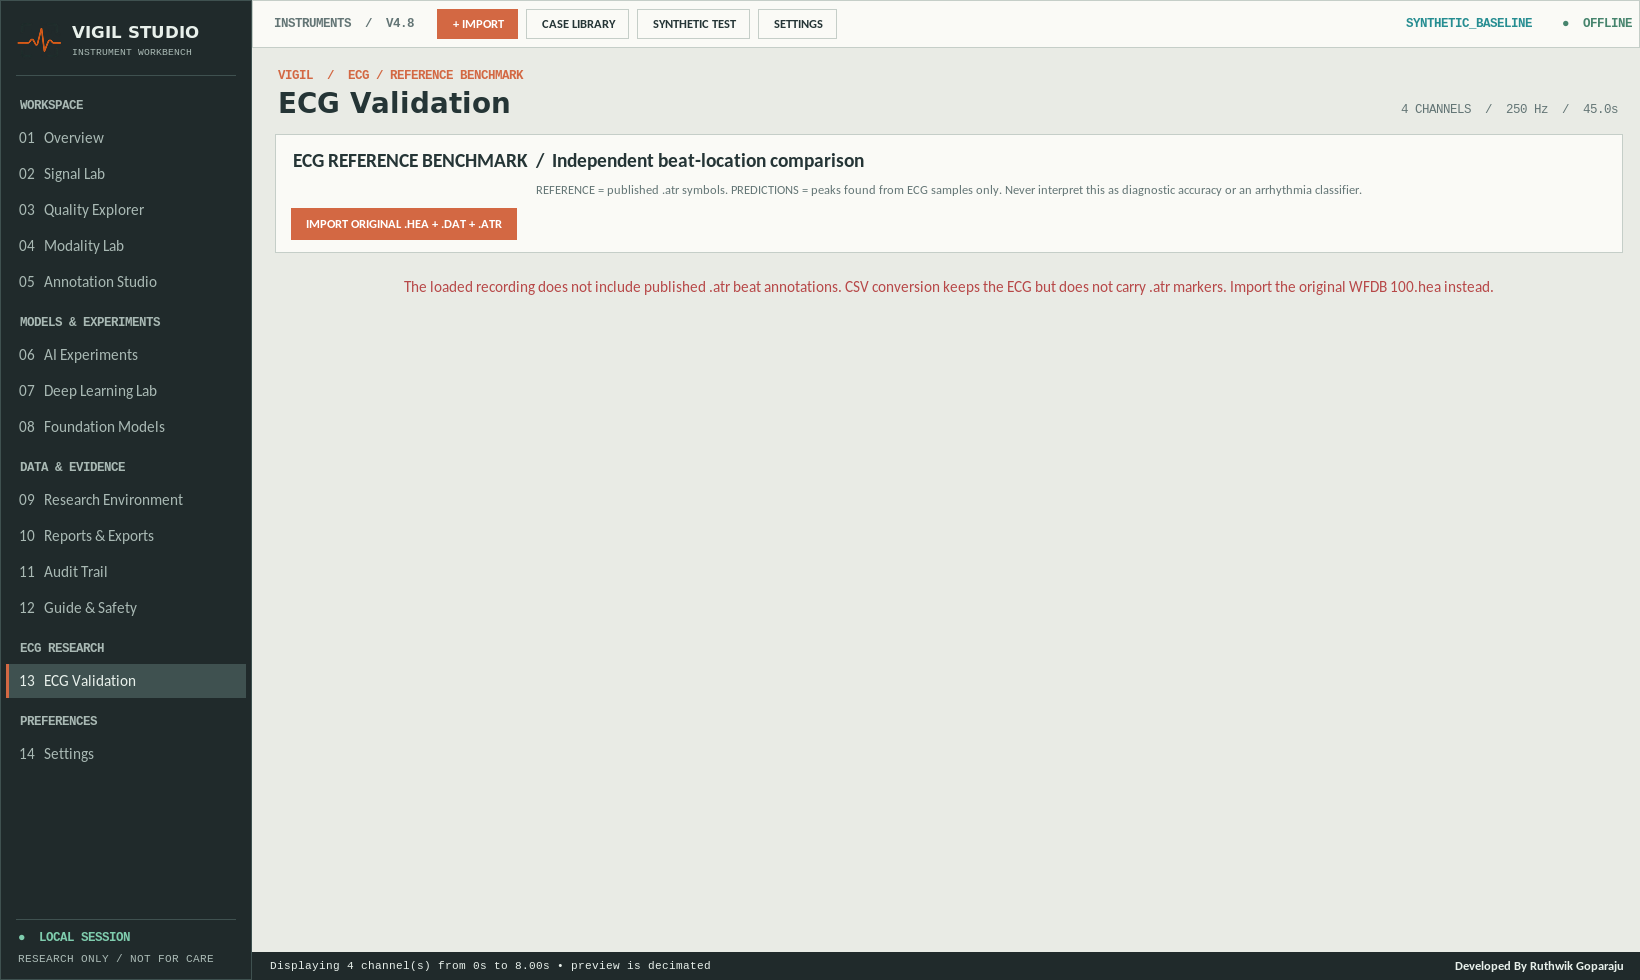 VIGIL STUDIO
INSTRUMENT WORKBENCH
WORKSPACE
01 Overview
02 Signal Lab
03 Quality Explorer
04 Modality Lab
05 Annotation Studio
MODELS & EXPERIMENTS
06 AI Experiments
07 Deep Learning Lab
08 Foundation Models
DATA & EVIDENCE
09 Research Environment
10 Reports & Exports
11 Audit Trail
12 Guide & Safety
ECG RESEARCH
13 ECG Validation
PREFERENCES
14 Settings
● LOCAL SESSION
RESEARCH ONLY / NOT FOR CARE
INSTRUMENTS / V4.8 + IMPORT CASE LIBRARY SYNTHETIC TEST SETTINGS SYNTHETIC_BASELINE ● OFFLINE
VIGIL / ECG / REFERENCE BENCHMARK
ECG Validation
4 CHANNELS / 250 Hz / 45.0s
ECG REFERENCE BENCHMARK / Independent beat-location comparison
REFERENCE = published .atr symbols. PREDICTIONS = peaks found from ECG samples only. Never interpret this as diagnostic accuracy or an arrhythmia classifier.
IMPORT ORIGINAL .HEA + .DAT + .ATR
The loaded recording does not include published .atr beat annotations. CSV conversion keeps the ECG but does not carry .atr markers. Import the original WFDB 100.hea instead.
Displaying 4 channel(s) from 0s to 8.00s • preview is decimated
Developed By Ruthwik Goparaju